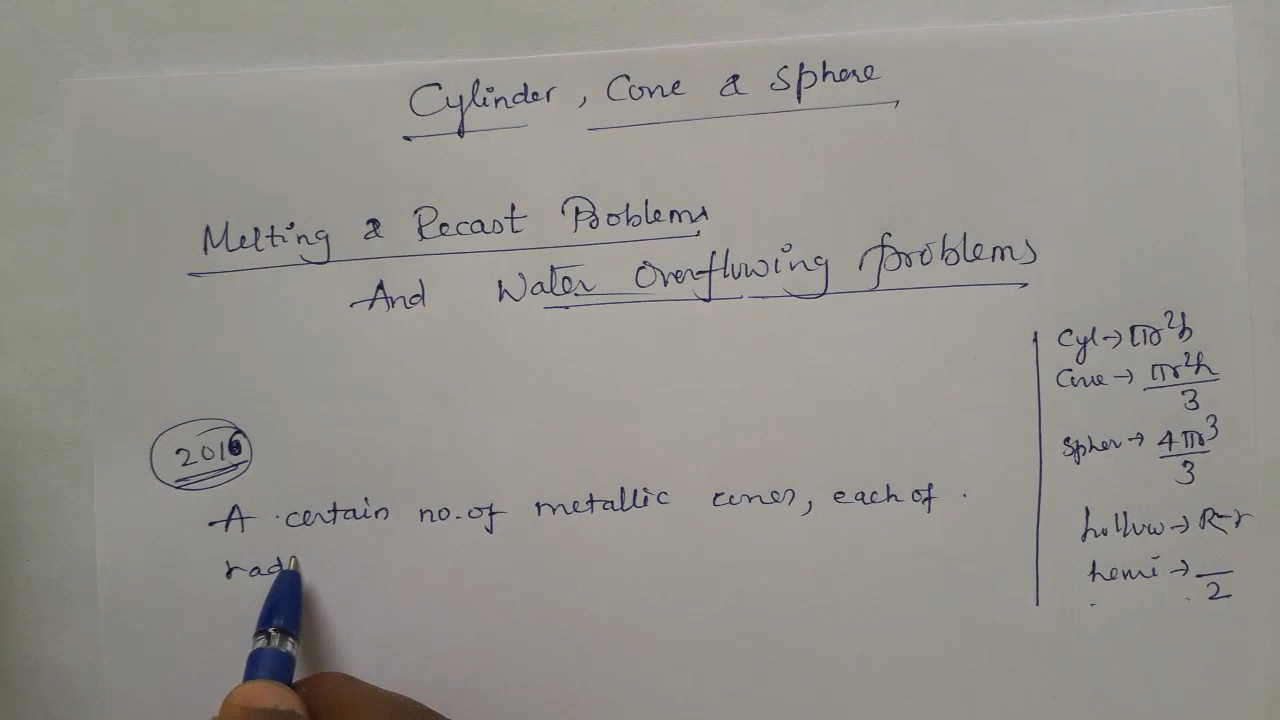 Cylinder, Cone & Sphere
Melting & Recast Problems
And Water Overflowing problems
Cyl → πr²h
Cone → πr²h/3
Spher → 4πr³/3
hollow → R-r
hemi → —/2
2016
A certain no. of metallic cones, each of
radi